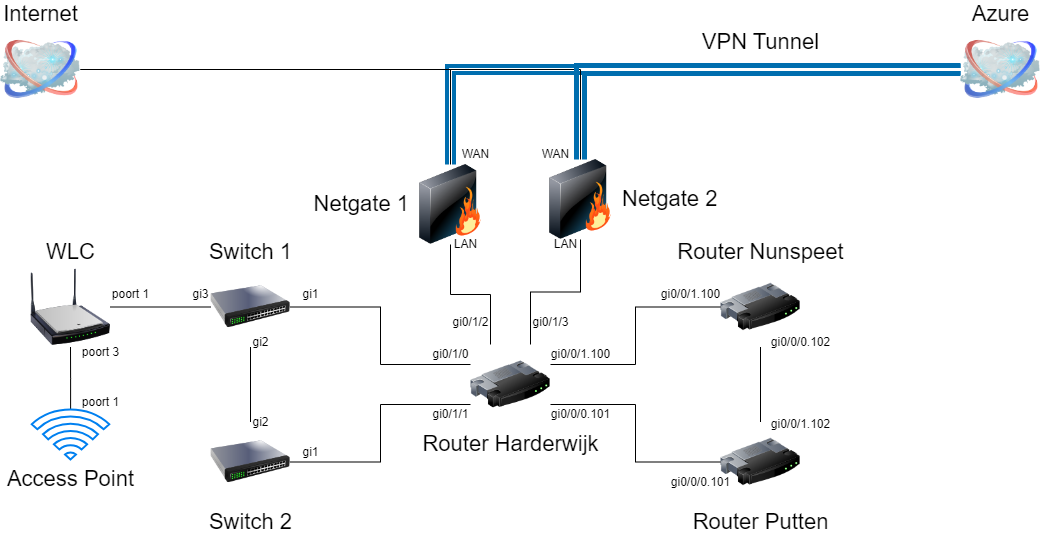 Internet
Azure
VPN Tunnel
WAN
WAN
Netgate 1
Netgate 2
LAN
LAN
WLC
Switch 1
Router Nunspeet
poort 1
gi3
gi1
gi0/0/1.100
gi0/1/2
gi0/1/3
gi2
gi0/0/0.102
poort 3
gi0/1/0
gi0/0/1.100
poort 1
gi0/1/1
gi0/0/0.101
gi2
gi0/0/1.102
Router Harderwijk
gi1
Access Point
gi0/0/0.101
Switch 2
Router Putten